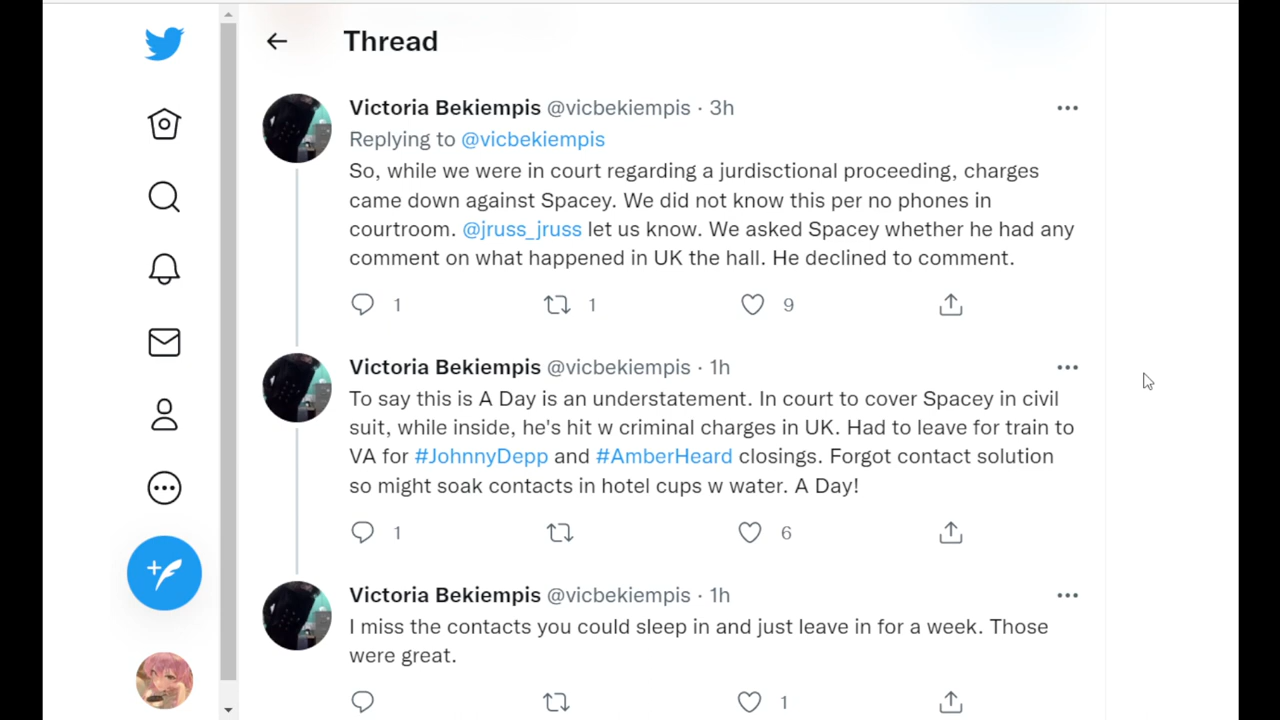 Thread
Victoria Bekiempis @vicbekiempis · 3h
Replying to @vicbekiempis
So, while we were in court regarding a jurdisctional proceeding, charges
came down against Spacey. We did not know this per no phones in
courtroom. @jruss_jruss let us know. We asked Spacey whether he had any
comment on what happened in UK the hall. He declined to comment.
1 1 9
Victoria Bekiempis @vicbekiempis · 1h
To say this is A Day is an understatement. In court to cover Spacey in civil
suit, while inside, he's hit w criminal charges in UK. Had to leave for train to
VA for #JohnnyDepp and #AmberHeard closings. Forgot contact solution
so might soak contacts in hotel cups w water. A Day!
1 6
Victoria Bekiempis @vicbekiempis · 1h
I miss the contacts you could sleep in and just leave in for a week. Those
were great.
1